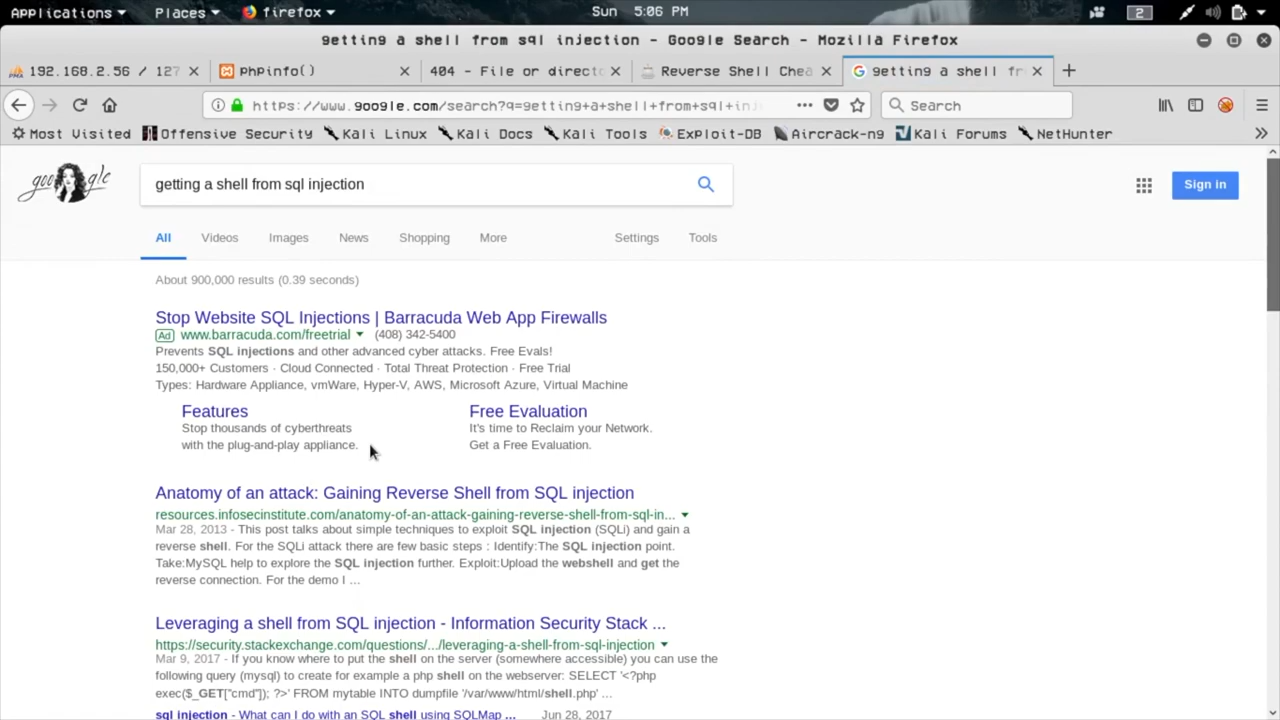 Applications Places firefox Sun 5:06 PM 2
getting a shell from sql injection - Google Search - Mozilla Firefox
192.168.2.56 / 127 phpinfo() 404 - File or directo Reverse Shell Chea getting a shell fr
https://www.google.com/search?q=getting+a+shell+from+sql+inj Search
Most Visited Offensive Security Kali Linux Kali Docs Kali Tools Exploit-DB Aircrack-ng Kali Forums NetHunter
getting a shell from sql injection Sign in
All Videos Images News Shopping More Settings Tools
About 900,000 results (0.39 seconds)
Stop Website SQL Injections | Barracuda Web App Firewalls
Ad www.barracuda.com/freetrial (408) 342-5400
Prevents SQL injections and other advanced cyber attacks. Free Evals!
150,000+ Customers · Cloud Connected · Total Threat Protection · Free Trial
Types: Hardware Appliance, vmWare, Hyper-V, AWS, Microsoft Azure, Virtual Machine
Features Free Evaluation
Stop thousands of cyberthreats It's time to Reclaim your Network.
with the plug-and-play appliance. Get a Free Evaluation.
Anatomy of an attack: Gaining Reverse Shell from SQL injection
resources.infosecinstitute.com/anatomy-of-an-attack-gaining-reverse-shell-from-sql-in...
Mar 28, 2013 - This post talks about simple techniques to exploit SQL injection (SQLi) and gain a
reverse shell. For the SQLi attack there are few basic steps : Identify:The SQL injection point.
Take:MySQL help to explore the SQL injection further. Exploit:Upload the webshell and get the
reverse connection. For the demo I ...
Leveraging a shell from SQL injection - Information Security Stack ...
https://security.stackexchange.com/questions/.../leveraging-a-shell-from-sql-injection
Mar 9, 2017 - If you know where to put the shell on the server (somewhere accessible) you can use the
following query (mysql) to create for example a php shell on the webserver: SELECT '<?php
exec($_GET["cmd"]); ?>' FROM mytable INTO dumpfile '/var/www/html/shell.php' ...
sql injection - What can I do with an SQL shell using SQLMap ... Jun 28, 2017